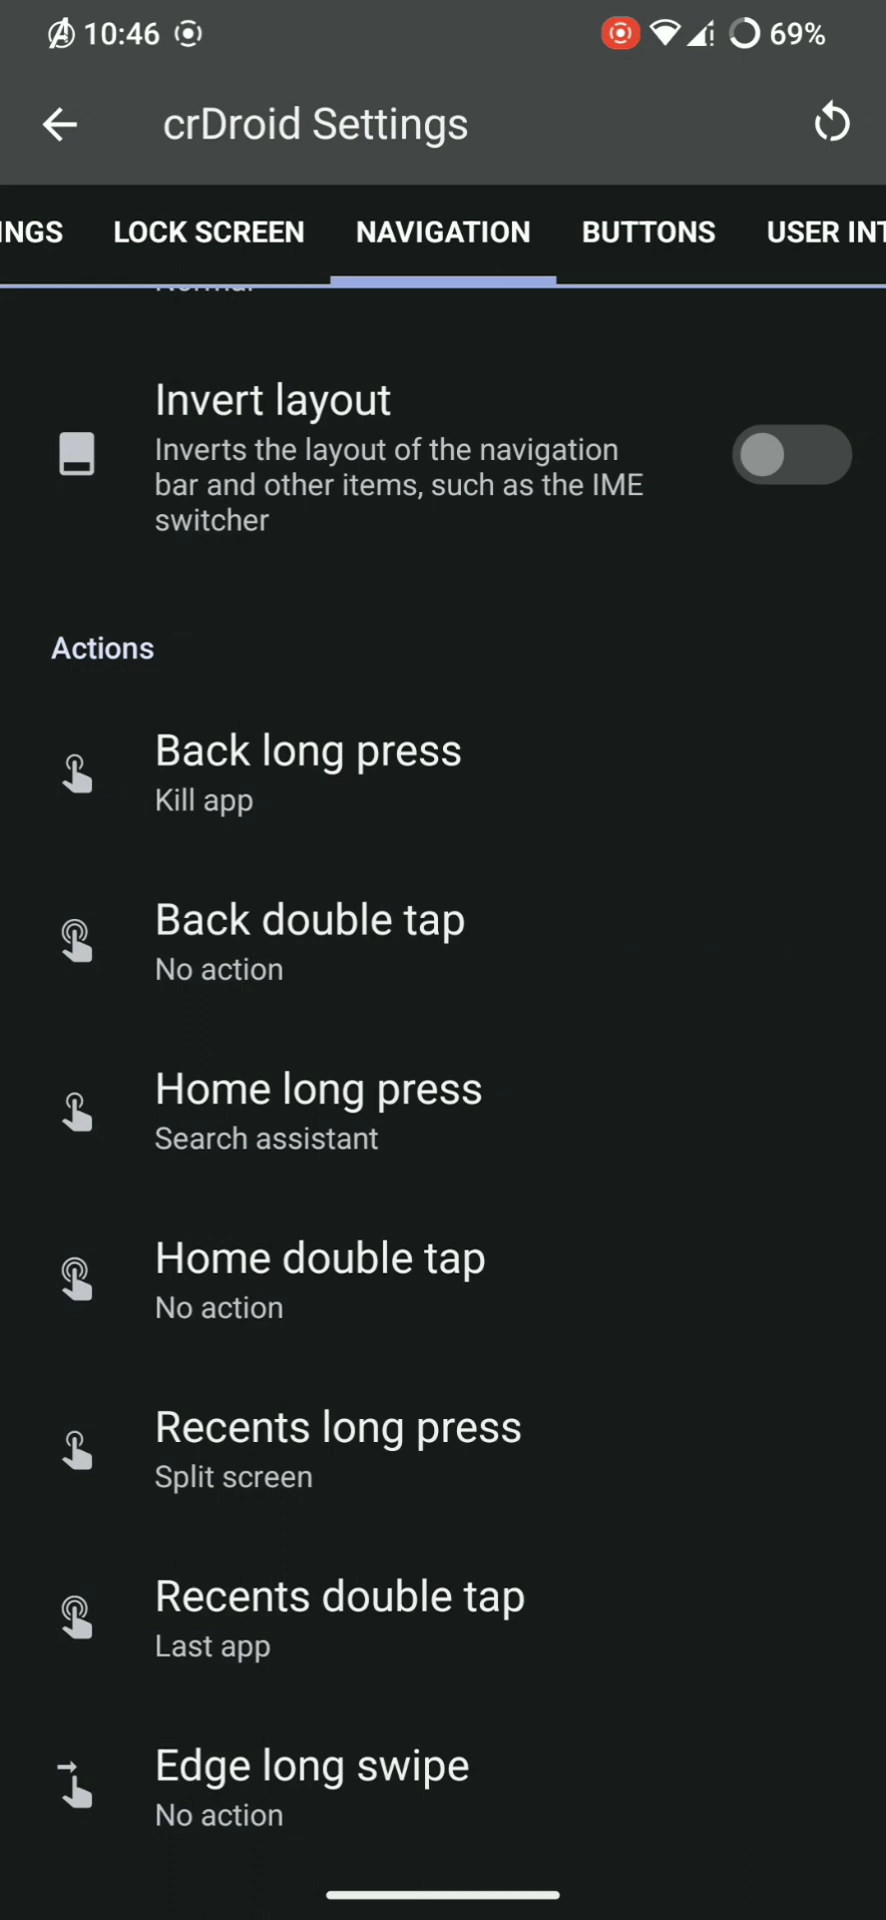 10:46
69%
crDroid Settings
INGS LOCK SCREEN NAVIGATION BUTTONS USER INT
Normal
Invert layout
Inverts the layout of the navigation
bar and other items, such as the IME
switcher
Actions
Back long press
Kill app
Back double tap
No action
Home long press
Search assistant
Home double tap
No action
Recents long press
Split screen
Recents double tap
Last app
Edge long swipe
No action